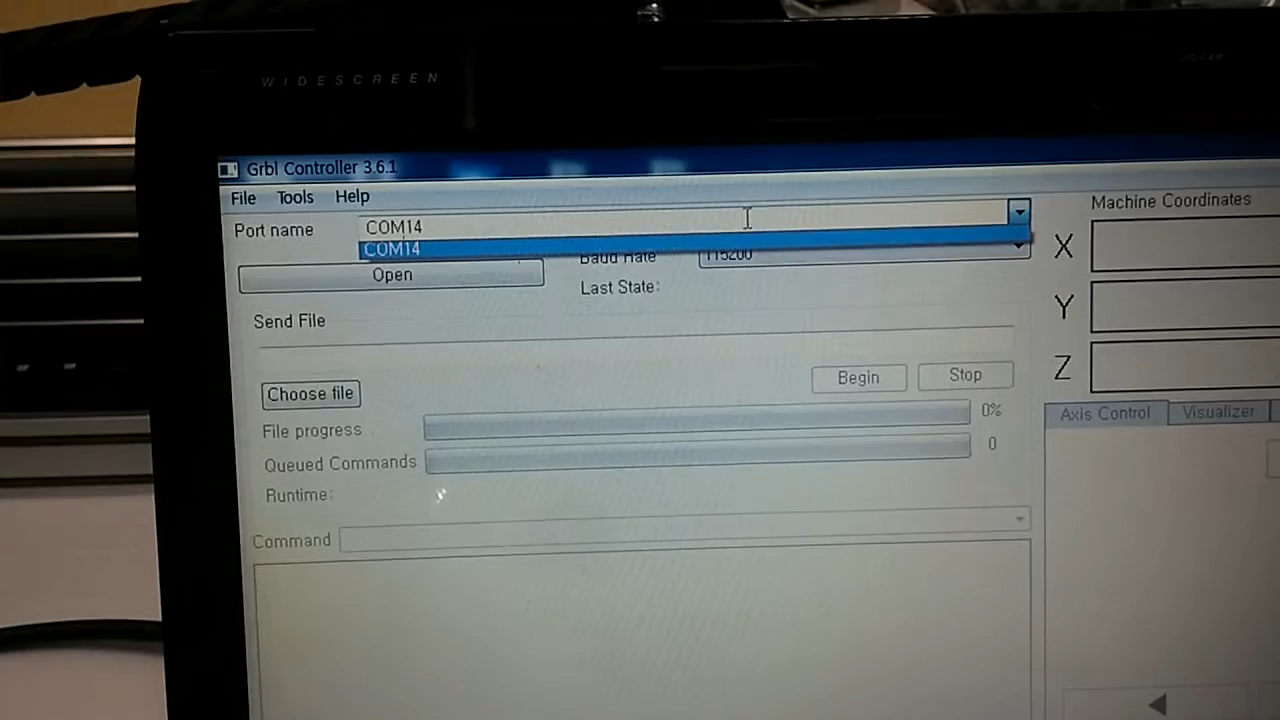 WIDESCREEN
Grbl Controller 3.6.1
File Tools Help
Port name COM14
COM14
Open
Baud Rate 115200
Last State:
Send File
Choose file
Begin Stop
File progress 0%
Queued Commands 0
Runtime:
Command
Machine Coordinates
X
Y
Z
Axis Control Visualizer